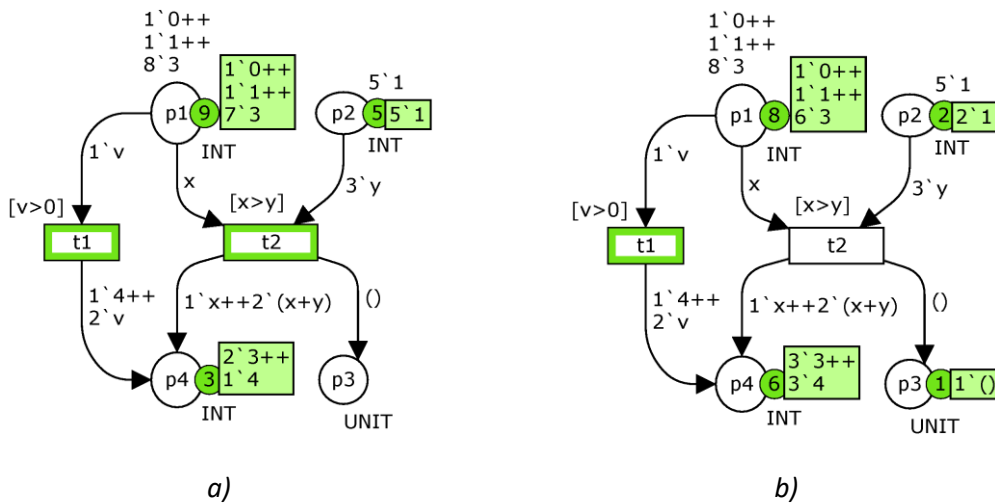 1`0++
1`1++
8`3
1`0++
1`1++
7`3
5`1
p1
9
p2
5
5`1
INT
INT
1`v
x
3`y
[v>0]
[x>y]
t1
t2
1`4++
2`v
1`x++2`(x+y)
()
p4
3
2`3++
1`4
p3
INT
UNIT
a)
1`0++
1`1++
8`3
1`0++
1`1++
6`3
5`1
p1
8
p2
2
2`1
INT
INT
1`v
x
3`y
[v>0]
[x>y]
t1
t2
1`4++
2`v
1`x++2`(x+y)
()
p4
6
3`3++
3`4
p3
1
1`()
INT
UNIT
b)